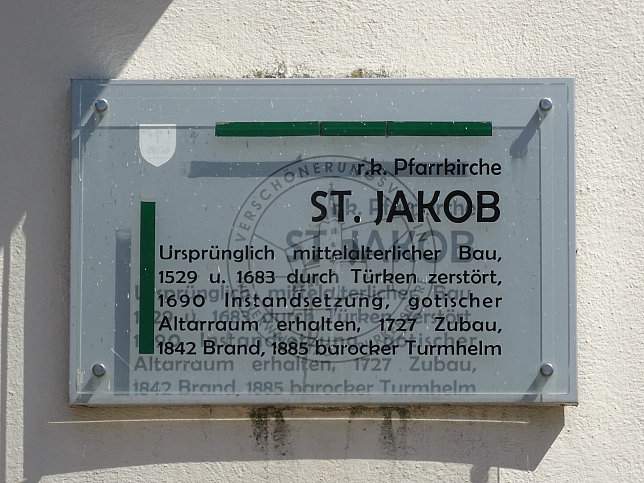 r.k. Pfarrkirche
ST. JAKOB
Ursprünglich mittelalterlicher Bau,
1529 u. 1683 durch Türken zerstört,
1690 Instandsetzung, gotischer
Altarraum erhalten, 1727 Zubau,
1842 Brand, 1885 barocker Turmhelm
VERSCHÖNERUNGSVEREIN